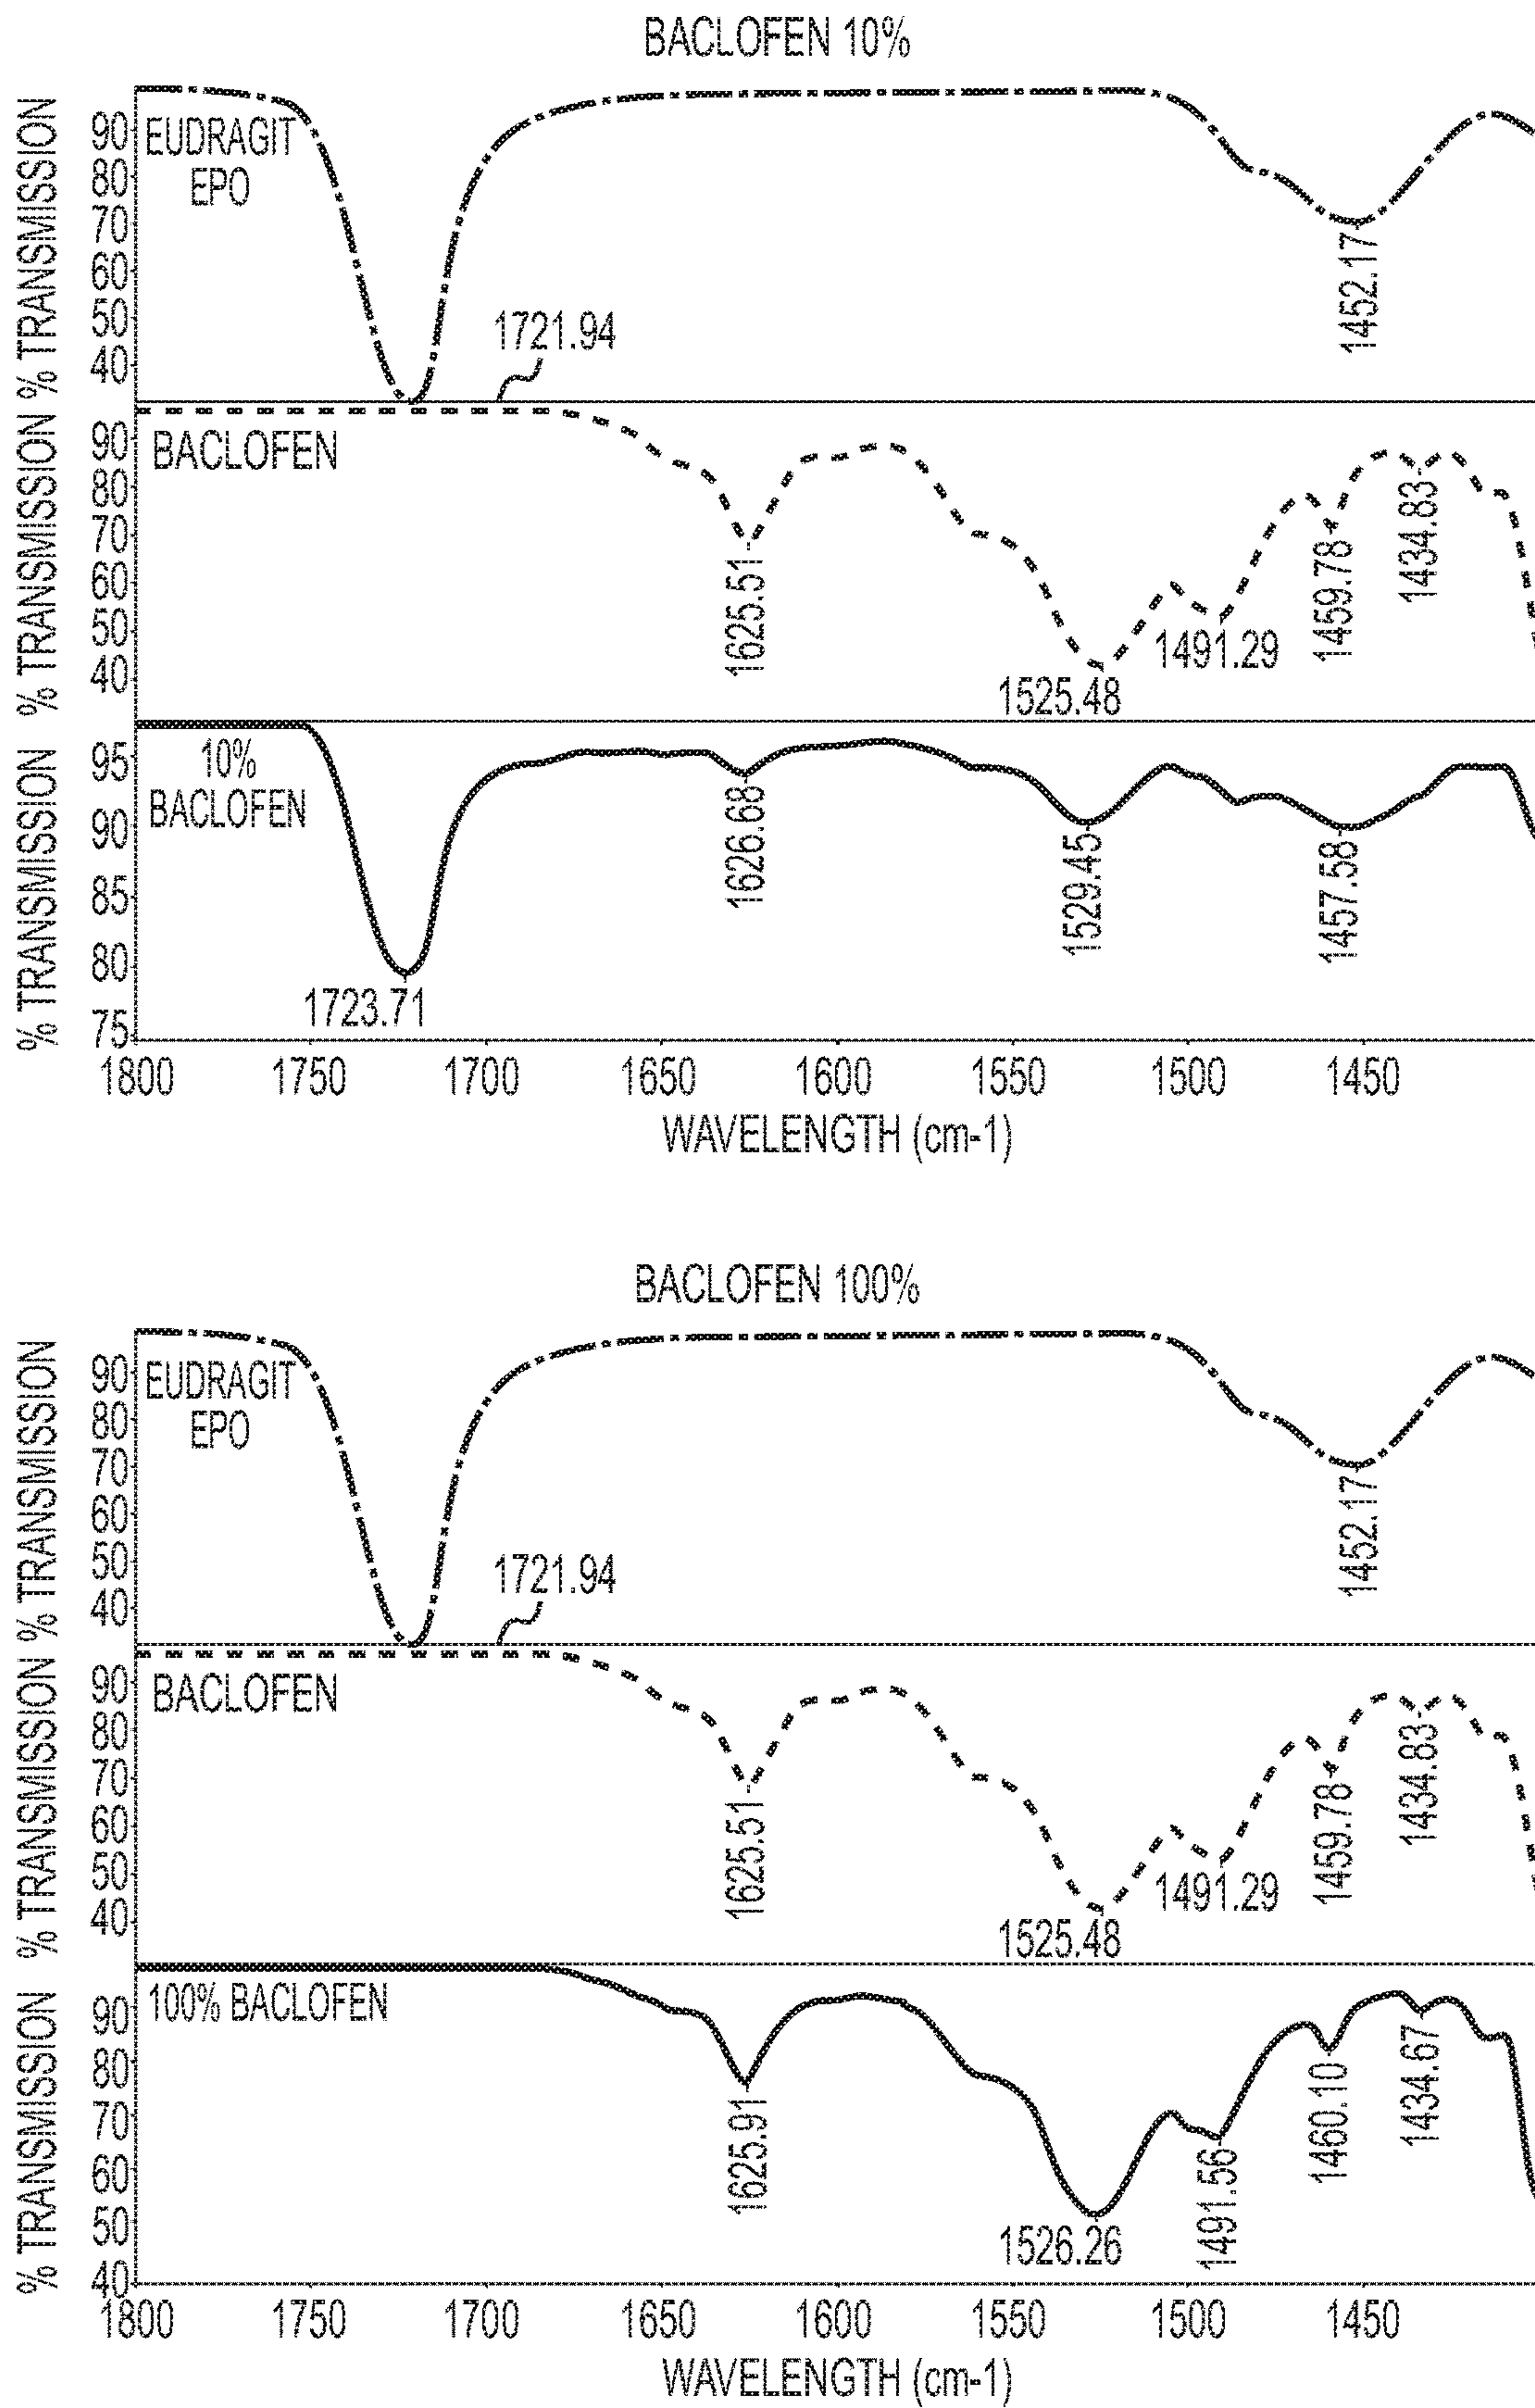 BACLOFEN 10%
% TRANSMISSION
90
80
70
60
50
40
EUDRAGIT
EPO
1721.94
1452.17
% TRANSMISSION
90
80
70
60
50
40
BACLOFEN
1625.51
1525.48
1491.29
1459.78
1434.83
% TRANSMISSION
95
90
85
80
75
10%
BACLOFEN
1723.71
1626.68
1529.45
1457.58
1800 1750 1700 1650 1600 1550 1500 1450
WAVELENGTH (cm-1)
BACLOFEN 100%
% TRANSMISSION
90
80
70
60
50
40
EUDRAGIT
EPO
1721.94
1452.17
% TRANSMISSION
90
80
70
60
50
40
BACLOFEN
1625.51
1525.48
1491.29
1459.78
1434.83
% TRANSMISSION
90
80
70
60
50
40
100% BACLOFEN
1625.91
1526.26
1491.56
1460.10
1434.67
1800 1750 1700 1650 1600 1550 1500 1450
WAVELENGTH (cm-1)